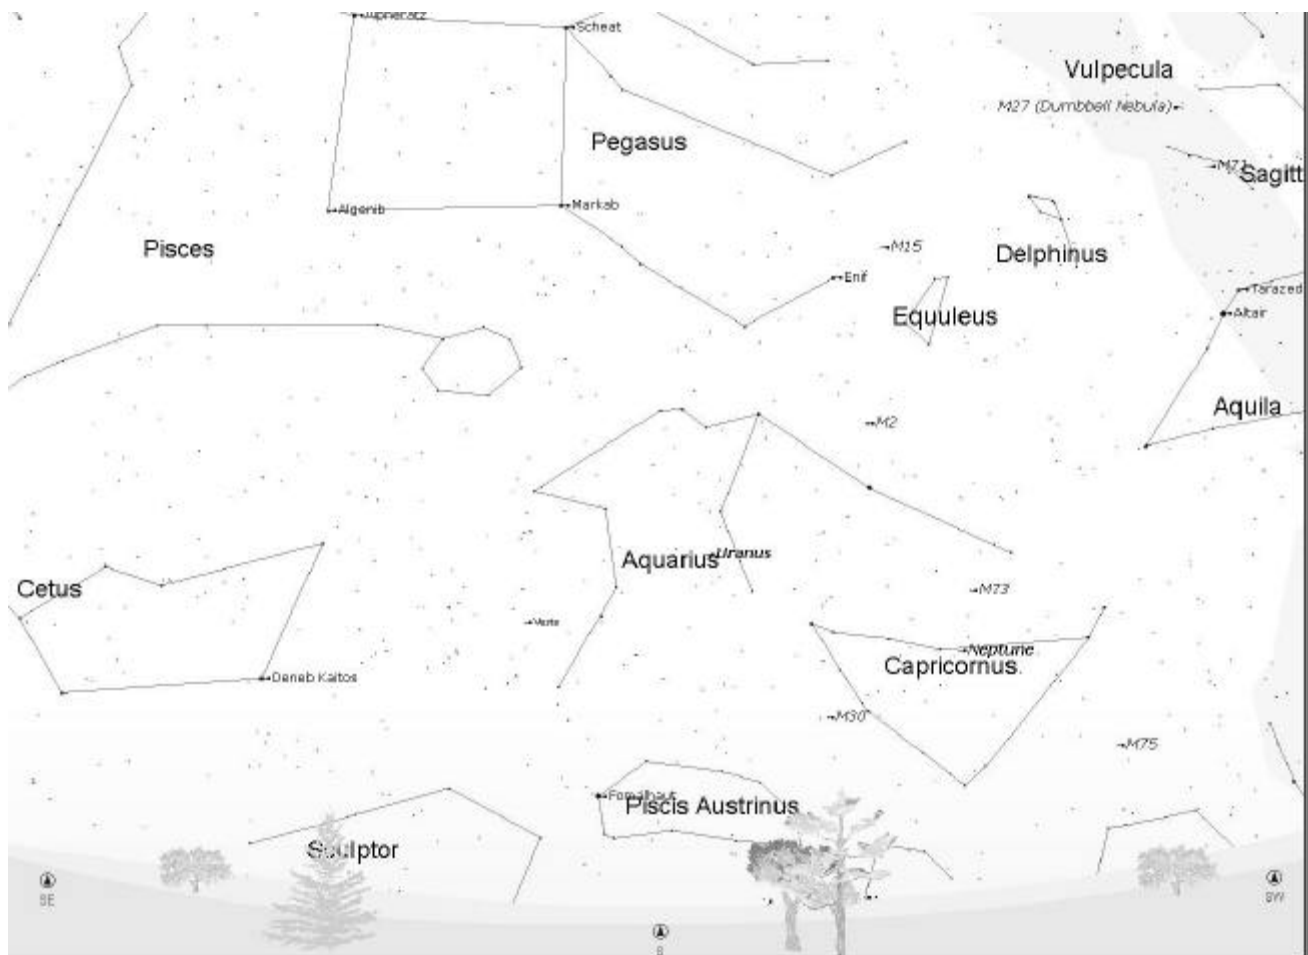 Scheat
Vulpecula
M27 (Dumbbell Nebula)
Pegasus
M71
Sagitt
Algenib
Markab
Pisces
M15
Delphinus
Enif
Tarazed
Equuleus
Altair
Aquila
M2
Aquarius
Uranus
Cetus
M73
Vesta
Neptune
Capricornus
Deneb Kaitos
M30
M75
Fomalhaut
Piscis Austrinus
Sculptor
SE
SW
S